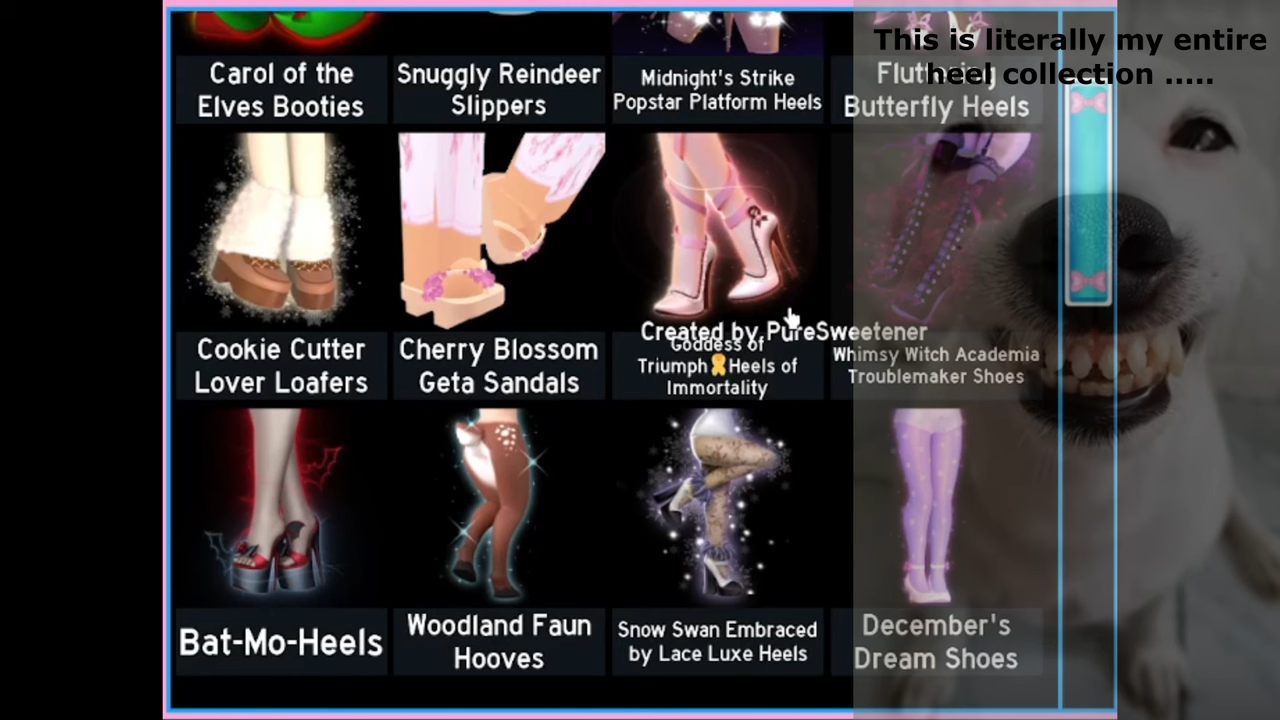 This is literally my entire
heel collection .....
Carol of the
Elves Booties
Snuggly Reindeer
Slippers
Midnight's Strike
Popstar Platform Heels
Fluttering
Butterfly Heels
Cookie Cutter
Lover Loafers
Cherry Blossom
Geta Sandals
Created by PureSweetener
Goddess of
Triumph🎗️Heels of
Immortality
Whimsy Witch Academia
Troublemaker Shoes
Bat-Mo-Heels
Woodland Faun
Hooves
Snow Swan Embraced
by Lace Luxe Heels
December's
Dream Shoes